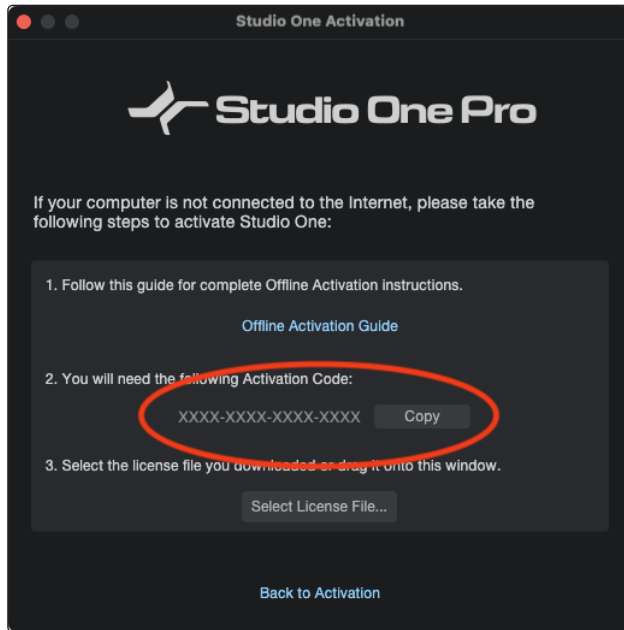 Studio One Activation
Studio One Pro
If your computer is not connected to the Internet, please take the
following steps to activate Studio One:
1. Follow this guide for complete Offline Activation instructions.
Offline Activation Guide
2. You will need the following Activation Code:
XXXX-XXXX-XXXX-XXXX Copy
3. Select the license file you downloaded or drag it onto this window.
Select License File...
Back to Activation